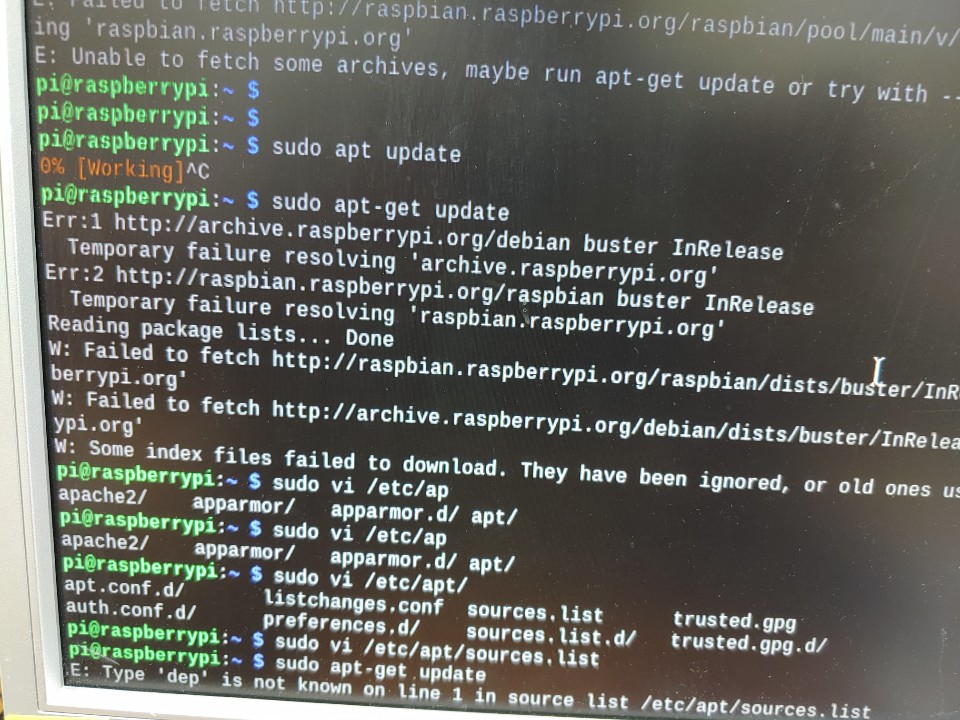 E: Failed to fetch http://raspbian.raspberrypi.org/raspbian/pool/main/v/
ing 'raspbian.raspberrypi.org'
E: Unable to fetch some archives, maybe run apt-get update or try with --
pi@raspberrypi:~ $
pi@raspberrypi:~ $
pi@raspberrypi:~ $ sudo apt update
0% [Working]^C
pi@raspberrypi:~ $ sudo apt-get update
Err:1 http://archive.raspberrypi.org/debian buster InRelease
  Temporary failure resolving 'archive.raspberrypi.org'
Err:2 http://raspbian.raspberrypi.org/raspbian buster InRelease
  Temporary failure resolving 'raspbian.raspberrypi.org'
Reading package lists... Done
W: Failed to fetch http://raspbian.raspberrypi.org/raspbian/dists/buster/InR
berrypi.org'
W: Failed to fetch http://archive.raspberrypi.org/debian/dists/buster/InRelea
ypi.org'
W: Some index files failed to download. They have been ignored, or old ones us
pi@raspberrypi:~ $ sudo vi /etc/ap
apache2/    apparmor/   apparmor.d/ apt/
pi@raspberrypi:~ $ sudo vi /etc/ap
apache2/    apparmor/   apparmor.d/ apt/
pi@raspberrypi:~ $ sudo vi /etc/apt/
apt.conf.d/       listchanges.conf  sources.list      trusted.gpg
auth.conf.d/      preferences.d/    sources.list.d/   trusted.gpg.d/
pi@raspberrypi:~ $ sudo vi /etc/apt/sources.list
pi@raspberrypi:~ $ sudo apt-get update
E: Type 'dep' is not known on line 1 in source list /etc/apt/sources.list